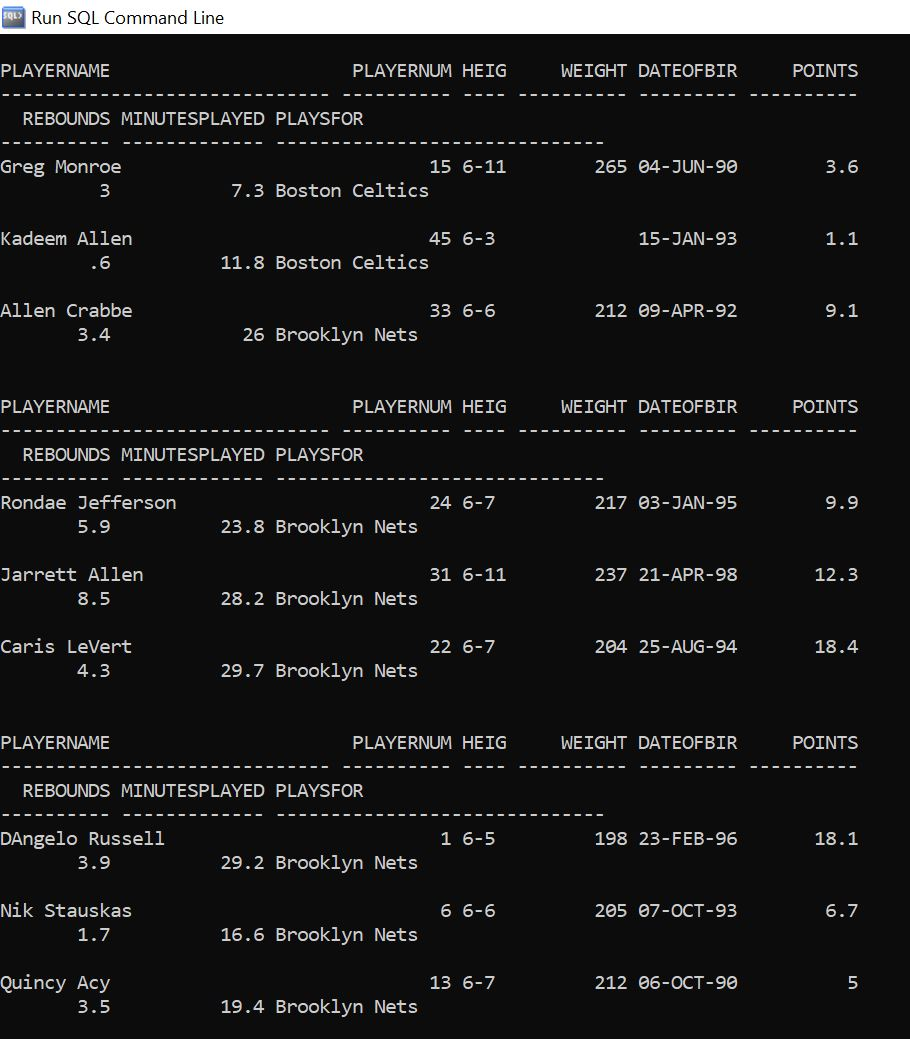 Run SQL Command Line
PLAYERNAME                      PLAYERNUM HEIG     WEIGHT DATEOFBIR     POINTS
------------------------------ ---------- ---- ---------- --------- ----------
  REBOUNDS MINUTESPLAYED PLAYSFOR
---------- ------------- ------------------------------
Greg Monroe                            15 6-11        265 04-JUN-90        3.6
         3           7.3 Boston Celtics
Kadeem Allen                           45 6-3             15-JAN-93        1.1
        .6          11.8 Boston Celtics
Allen Crabbe                           33 6-6         212 09-APR-92        9.1
       3.4            26 Brooklyn Nets
PLAYERNAME                      PLAYERNUM HEIG     WEIGHT DATEOFBIR     POINTS
------------------------------ ---------- ---- ---------- --------- ----------
  REBOUNDS MINUTESPLAYED PLAYSFOR
---------- ------------- ------------------------------
Rondae Jefferson                       24 6-7         217 03-JAN-95        9.9
       5.9          23.8 Brooklyn Nets
Jarrett Allen                          31 6-11        237 21-APR-98       12.3
       8.5          28.2 Brooklyn Nets
Caris LeVert                           22 6-7         204 25-AUG-94       18.4
       4.3          29.7 Brooklyn Nets
PLAYERNAME                      PLAYERNUM HEIG     WEIGHT DATEOFBIR     POINTS
------------------------------ ---------- ---- ---------- --------- ----------
  REBOUNDS MINUTESPLAYED PLAYSFOR
---------- ------------- ------------------------------
DAngelo Russell                         1 6-5         198 23-FEB-96       18.1
       3.9          29.2 Brooklyn Nets
Nik Stauskas                            6 6-6         205 07-OCT-93        6.7
       1.7          16.6 Brooklyn Nets
Quincy Acy                             13 6-7         212 06-OCT-90          5
       3.5          19.4 Brooklyn Nets